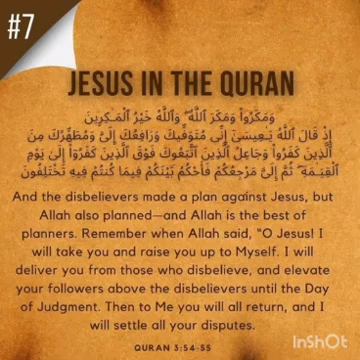 #7
JESUS IN THE QURAN
وَمَكَرُوا۟ وَمَكَرَ ٱللَّهُ ۖ وَٱللَّهُ خَيْرُ ٱلْمَـٰكِرِينَ
إِذْ قَالَ ٱللَّهُ يَـٰعِيسَىٰٓ إِنِّى مُتَوَفِّيكَ وَرَافِعُكَ إِلَىَّ وَمُطَهِّرُكَ مِنَ
ٱلَّذِينَ كَفَرُوا۟ وَجَاعِلُ ٱلَّذِينَ ٱتَّبَعُوكَ فَوْقَ ٱلَّذِينَ كَفَرُوٓا۟ إِلَىٰ يَوْمِ
ٱلْقِيَـٰمَةِ ۖ ثُمَّ إِلَىَّ مَرْجِعُكُمْ فَأَحْكُمُ بَيْنَكُمْ فِيمَا كُنتُمْ فِيهِ تَخْتَلِفُونَ
And the disbelievers made a plan against Jesus, but
Allah also planned—and Allah is the best of
planners. Remember when Allah said, "O Jesus! I
will take you and raise you up to Myself. I will
deliver you from those who disbelieve, and elevate
your followers above the disbelievers until the Day
of Judgment. Then to Me you will all return, and I
will settle all your disputes.
QURAN 3:54-55
InShOt